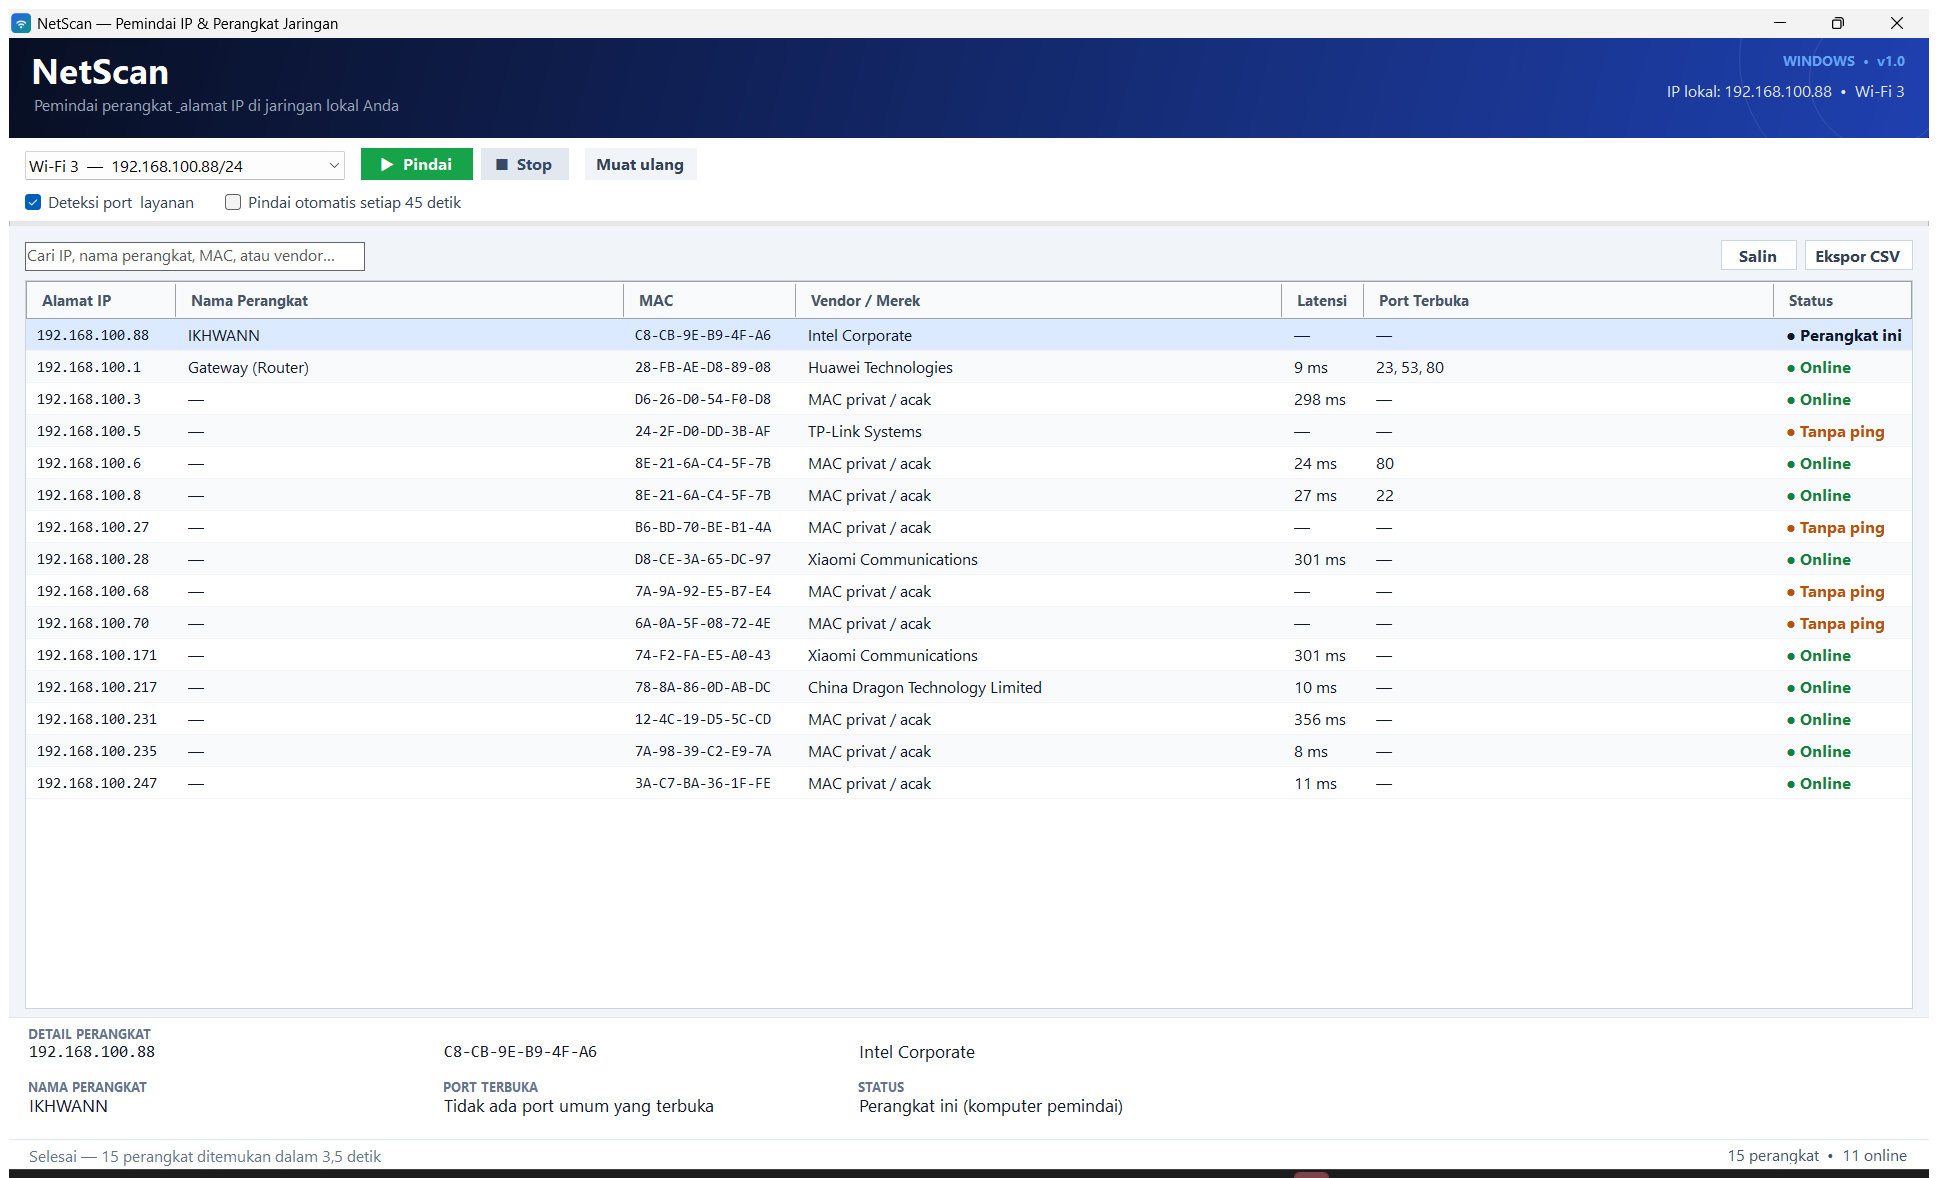 NetScan — Pemindai IP & Perangkat Jaringan
NetScan
Pemindai perangkat _alamat IP di jaringan lokal Anda
WINDOWS • v1.0
IP lokal: 192.168.100.88 • Wi-Fi 3
Wi-Fi 3 — 192.168.100.88/24
Pindai
Stop
Muat ulang
Deteksi port layanan
Pindai otomatis setiap 45 detik
Cari IP, nama perangkat, MAC, atau vendor...
Salin
Ekspor CSV
Alamat IP Nama Perangkat MAC Vendor / Merek Latensi Port Terbuka Status
192.168.100.88 IKHWANN C8-CB-9E-B9-4F-A6 Intel Corporate — — ● Perangkat ini
192.168.100.1 Gateway (Router) 28-FB-AE-D8-89-08 Huawei Technologies 9 ms 23, 53, 80 ● Online
192.168.100.3 — D6-26-D0-54-F0-D8 MAC privat / acak 298 ms — ● Online
192.168.100.5 — 24-2F-D0-DD-3B-AF TP-Link Systems — — ● Tanpa ping
192.168.100.6 — 8E-21-6A-C4-5F-7B MAC privat / acak 24 ms 80 ● Online
192.168.100.8 — 8E-21-6A-C4-5F-7B MAC privat / acak 27 ms 22 ● Online
192.168.100.27 — B6-BD-70-BE-B1-4A MAC privat / acak — — ● Tanpa ping
192.168.100.28 — D8-CE-3A-65-DC-97 Xiaomi Communications 301 ms — ● Online
192.168.100.68 — 7A-9A-92-E5-B7-E4 MAC privat / acak — — ● Tanpa ping
192.168.100.70 — 6A-0A-5F-08-72-4E MAC privat / acak — — ● Tanpa ping
192.168.100.171 — 74-F2-FA-E5-A0-43 Xiaomi Communications 301 ms — ● Online
192.168.100.217 — 78-8A-86-0D-AB-DC China Dragon Technology Limited 10 ms — ● Online
192.168.100.231 — 12-4C-19-D5-5C-CD MAC privat / acak 356 ms — ● Online
192.168.100.235 — 7A-98-39-C2-E9-7A MAC privat / acak 8 ms — ● Online
192.168.100.247 — 3A-C7-BA-36-1F-FE MAC privat / acak 11 ms — ● Online
DETAIL PERANGKAT
192.168.100.88 C8-CB-9E-B9-4F-A6 Intel Corporate
NAMA PERANGKAT PORT TERBUKA STATUS
IKHWANN Tidak ada port umum yang terbuka Perangkat ini (komputer pemindai)
Selesai — 15 perangkat ditemukan dalam 3,5 detik
15 perangkat • 11 online